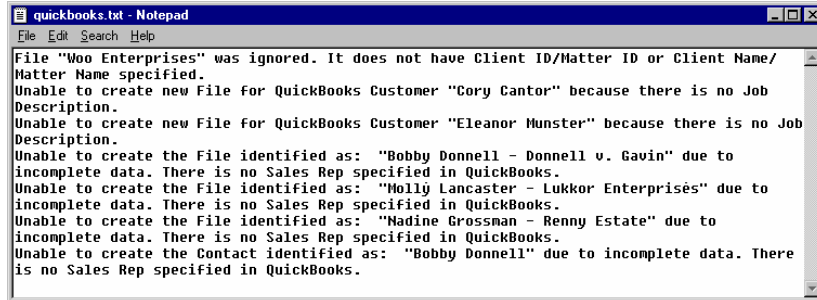 quickbooks.txt - Notepad
File Edit Search Help
File "Woo Enterprises" was ignored. It does not have Client ID/Matter ID or Client Name/
Matter Name specified.
Unable to create new File for QuickBooks Customer "Cory Cantor" because there is no Job
Description.
Unable to create new File for QuickBooks Customer "Eleanor Munster" because there is no Job
Description.
Unable to create the File identified as:  "Bobby Donnell - Donnell v. Gavin" due to
incomplete data. There is no Sales Rep specified in QuickBooks.
Unable to create the File identified as:  "Molly Lancaster - Lukkor Enterprises" due to
incomplete data. There is no Sales Rep specified in QuickBooks.
Unable to create the File identified as:  "Nadine Grossman - Renny Estate" due to
incomplete data. There is no Sales Rep specified in QuickBooks.
Unable to create the Contact identified as:  "Bobby Donnell" due to incomplete data. There
is no Sales Rep specified in QuickBooks.